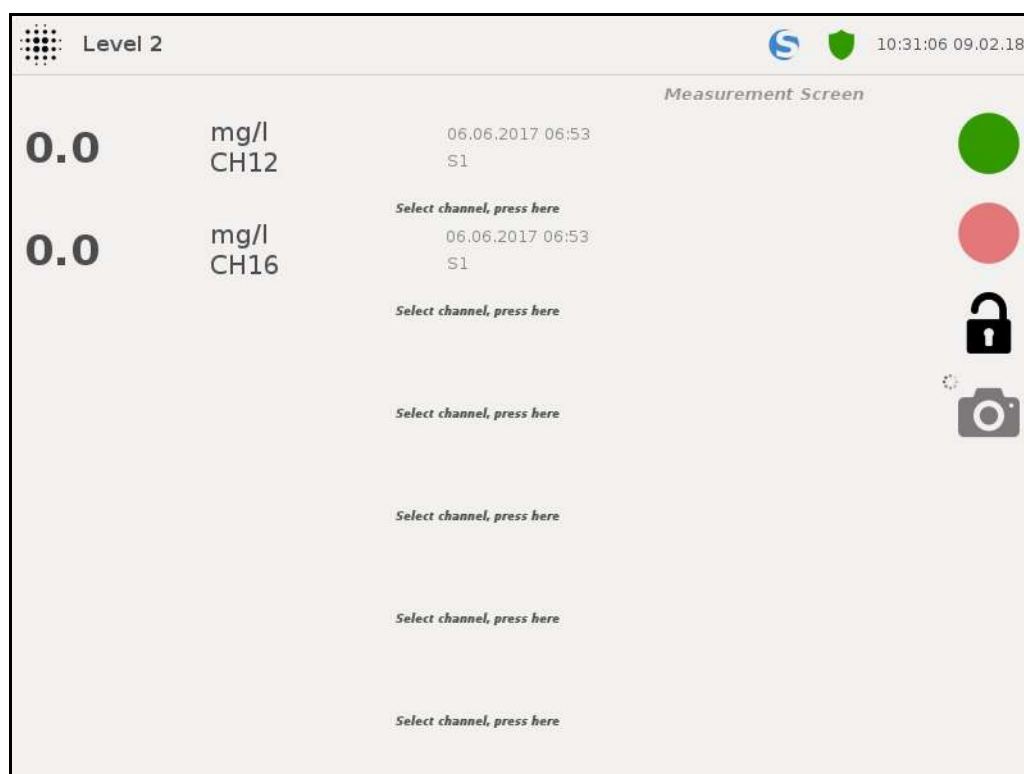 Level 2
10:31:06 09.02.18
Measurement Screen
0.0
mg/l
CH12
06.06.2017 06:53
S1
Select channel, press here
0.0
mg/l
CH16
06.06.2017 06:53
S1
Select channel, press here
Select channel, press here
Select channel, press here
Select channel, press here
Select channel, press here